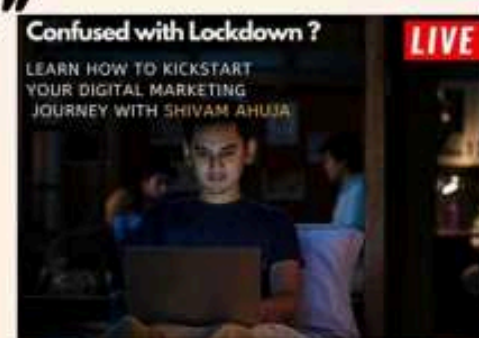 Confused with Lockdown ?
LIVE
LEARN HOW TO KICKSTART
YOUR DIGITAL MARKETING
JOURNEY WITH SHIVAM AHUJA